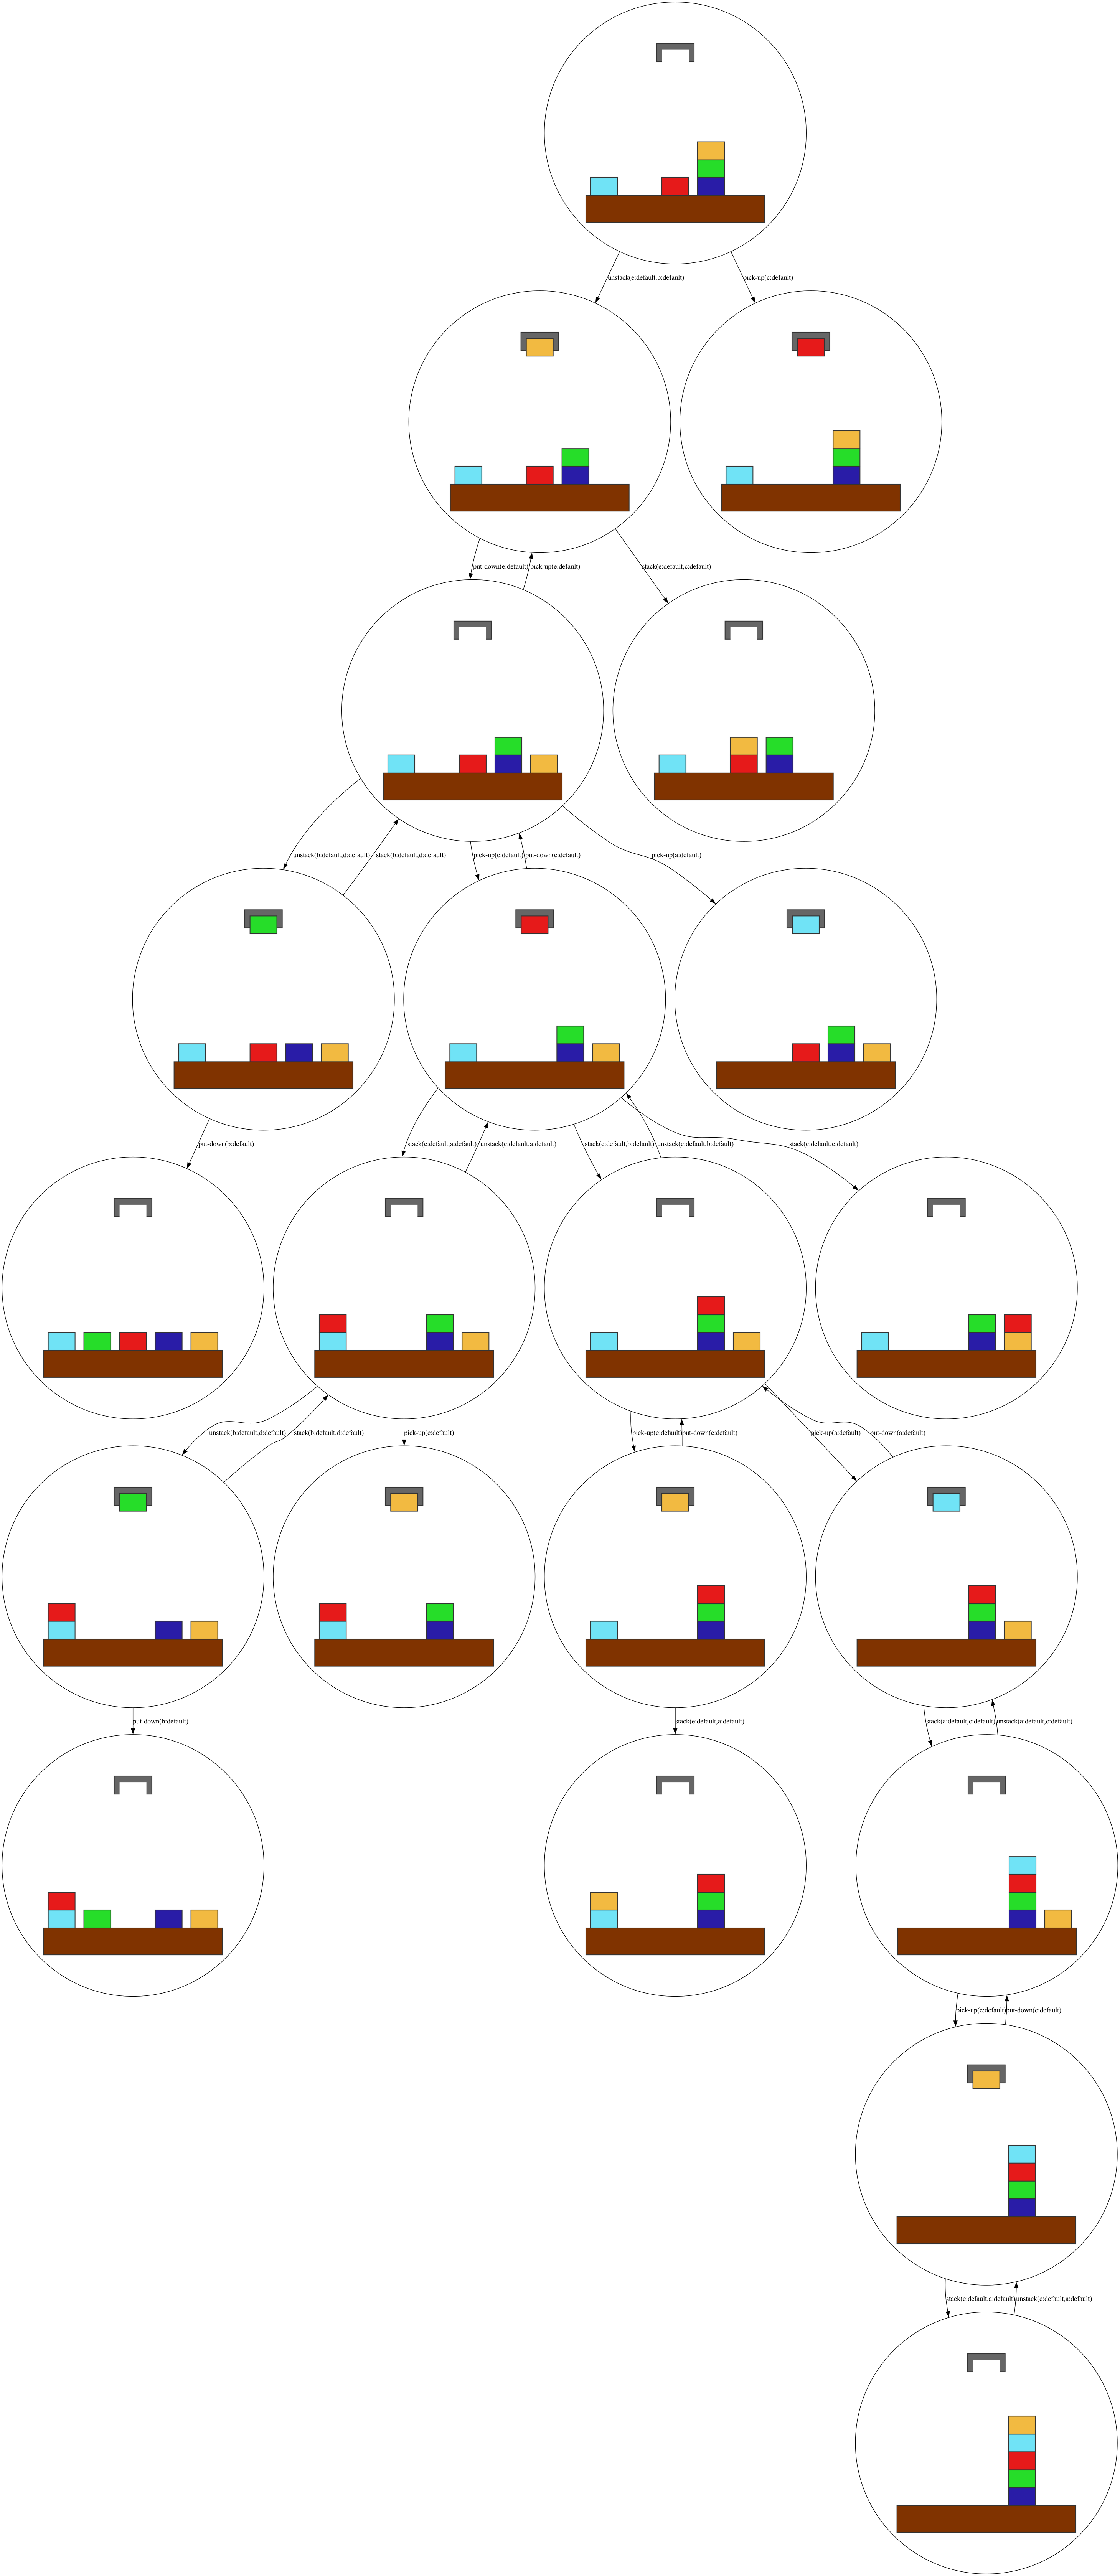 unstack(e:default,b:default)
pick-up(c:default)
put-down(e:default)
pick-up(e:default)
stack(e:default,c:default)
unstack(b:default,d:default)
stack(b:default,d:default)
pick-up(c:default)
put-down(c:default)
pick-up(a:default)
put-down(b:default)
stack(c:default,a:default)
unstack(c:default,a:default)
stack(c:default,b:default)
unstack(c:default,b:default)
stack(c:default,e:default)
unstack(b:default,d:default)
stack(b:default,d:default)
pick-up(e:default)
pick-up(e:default)
put-down(e:default)
pick-up(a:default)
put-down(a:default)
put-down(b:default)
stack(e:default,a:default)
stack(a:default,c:default)
unstack(a:default,c:default)
pick-up(e:default)
put-down(e:default)
stack(e:default,a:default)
unstack(e:default,a:default)